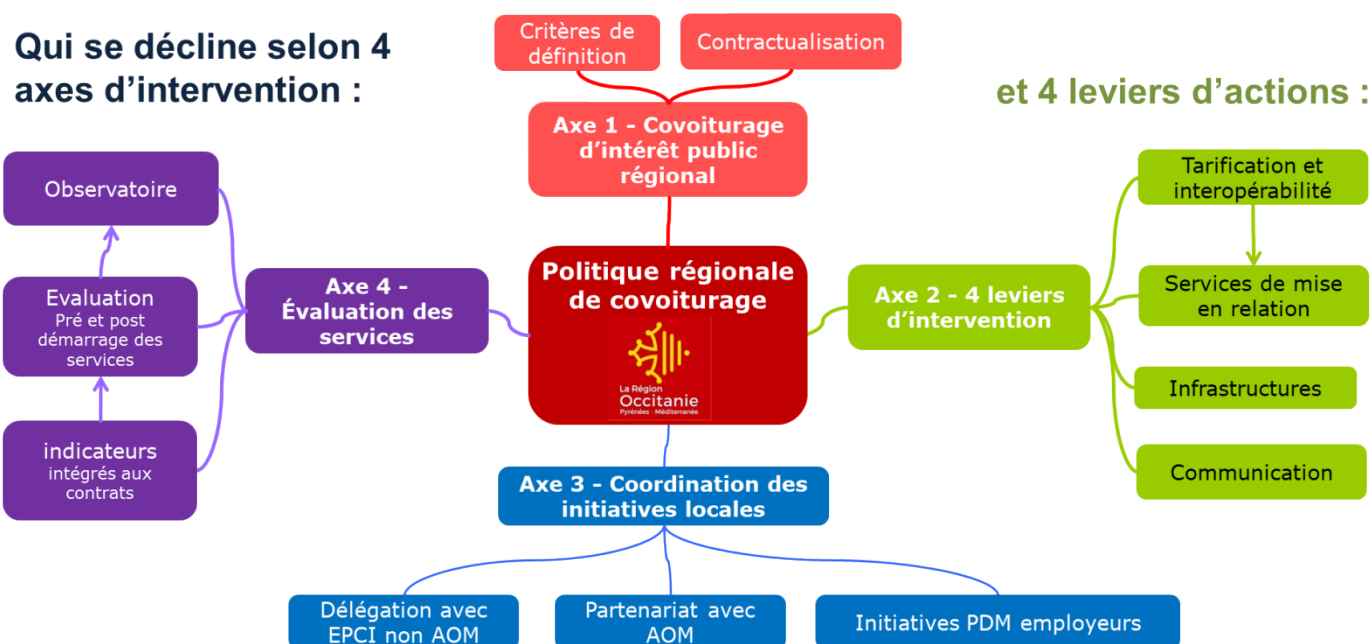 Qui se décline selon 4
axes d'intervention :
et 4 leviers d'actions :
Critères de
définition
Contractualisation
Axe 1 - Covoiturage
d'intérêt public
régional
Observatoire
Evaluation
Pré et post
démarrage des
services
indicateurs
intégrés aux
contrats
Axe 4 -
Évaluation des
services
Politique régionale
de covoiturage
La Région
Occitanie
Pyrénées - Méditerranée
Axe 2 - 4 leviers
d'intervention
Tarification et
interopérabilité
Services de mise
en relation
Infrastructures
Communication
Axe 3 - Coordination des
initiatives locales
Délégation avec
EPCI non AOM
Partenariat avec
AOM
Initiatives PDM employeurs